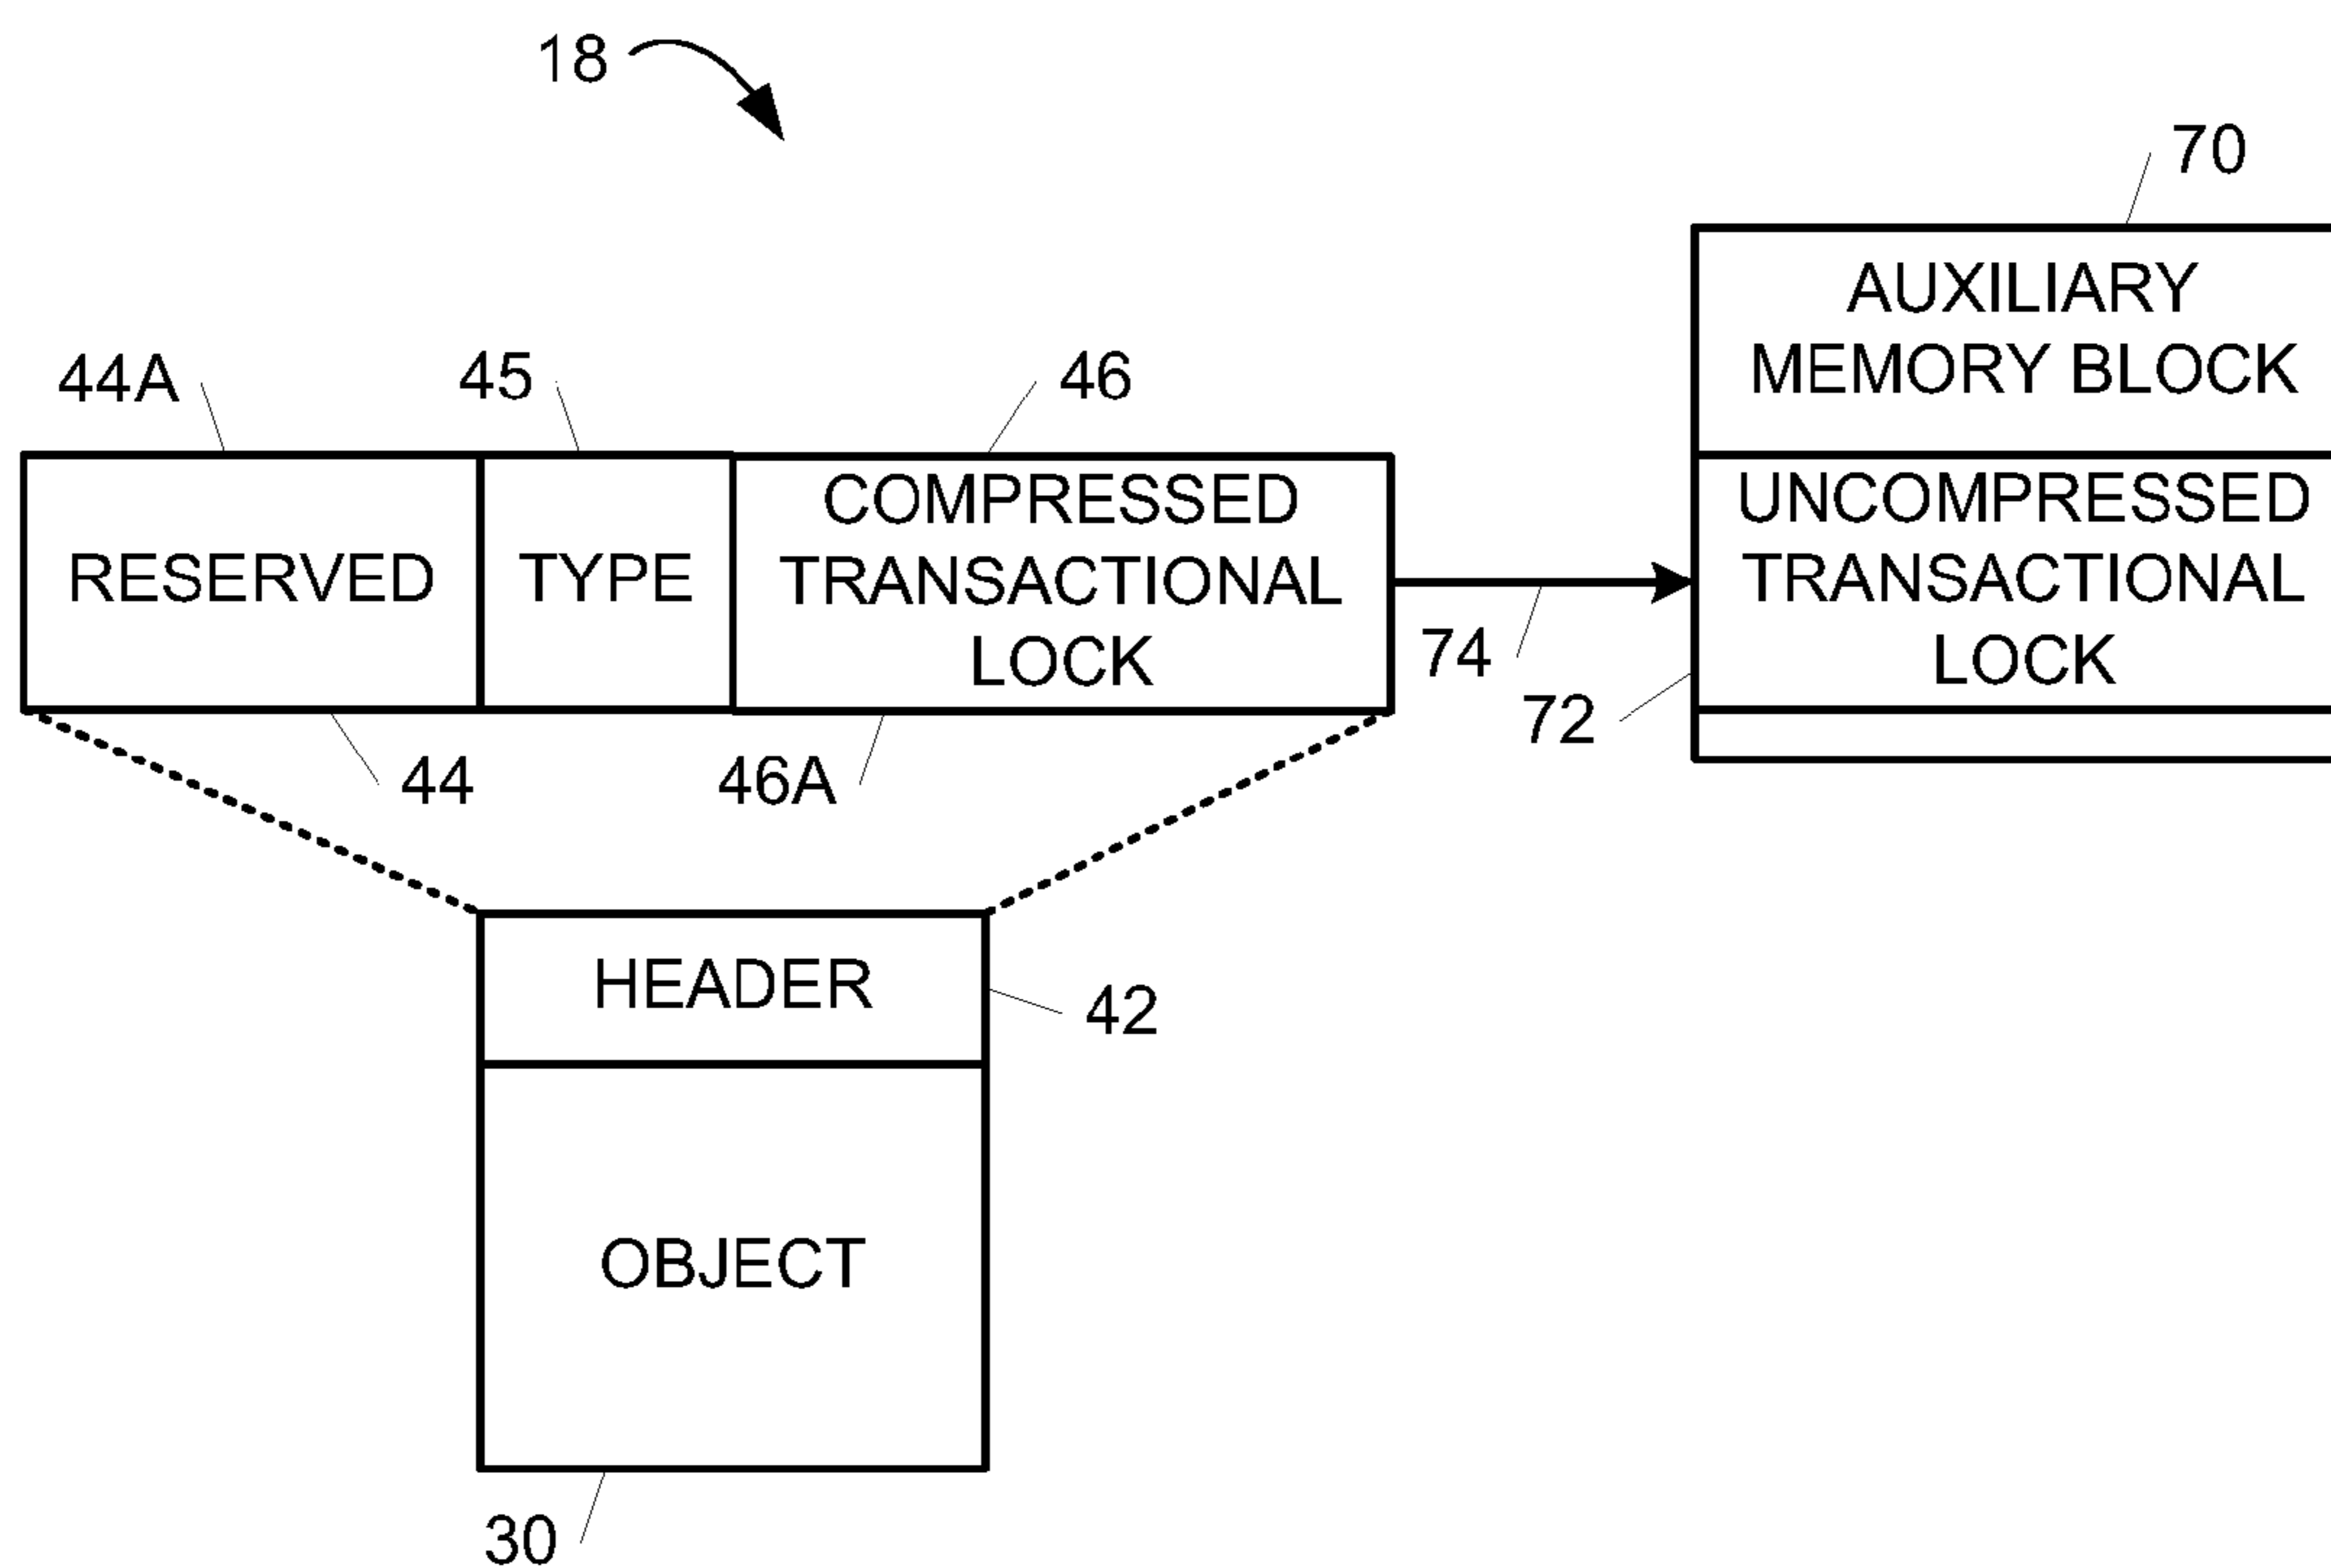 18
70
AUXILIARY
MEMORY BLOCK
44A
45
46
RESERVED
TYPE
COMPRESSED
TRANSACTIONAL
LOCK
UNCOMPRESSED
TRANSACTIONAL
LOCK
74
72
44
46A
HEADER
42
OBJECT
30